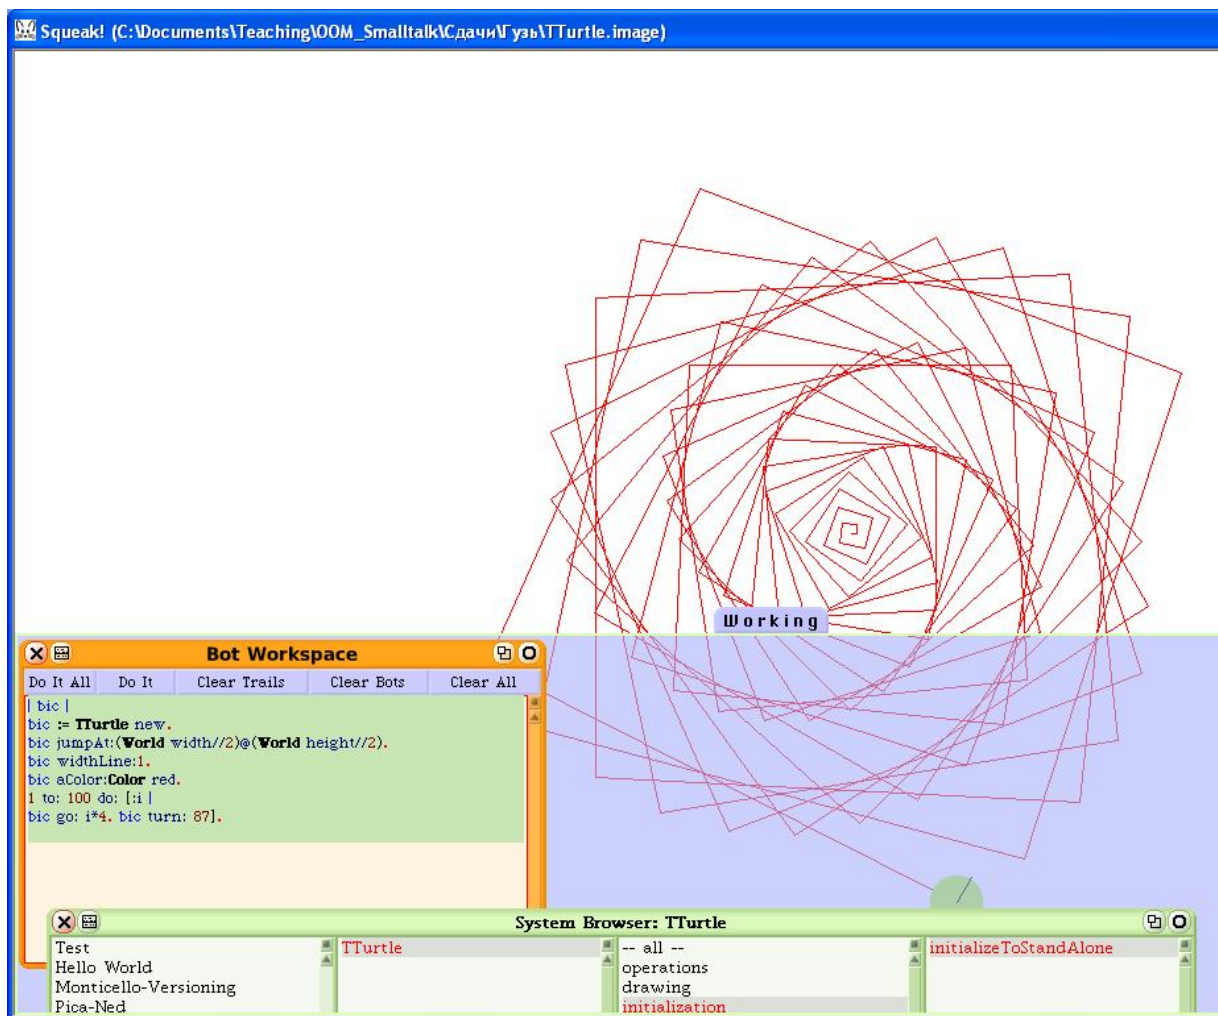 Squeak! (C:\Documents\Teaching\OOM_Smalltalk\Сдачи\Гузь\TTurtle.image)
Working
Bot Workspace
Do It All Do It Clear Trails Clear Bots Clear All
| bic |
bic := TTurtle new.
bic jumpAt:(World width//2)@(World height//2).
bic widthLine:1.
bic aColor:Color red.
1 to: 100 do: [:i |
bic go: i*4. bic turn: 87].
System Browser: TTurtle
Test
Hello World
Monticello-Versioning
Pica-Ned
TTurtle
-- all --
operations
drawing
initialization
initializeToStandAlone